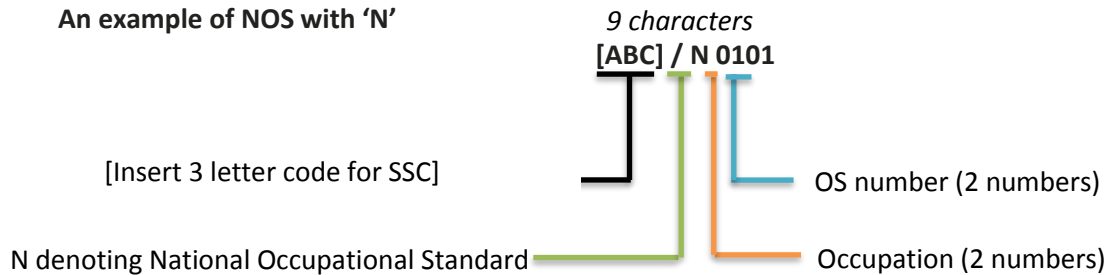 An example of NOS with ‘N’
9 characters
[ABC] / N 0101
[Insert 3 letter code for SSC]
OS number (2 numbers)
N denoting National Occupational Standard
Occupation (2 numbers)